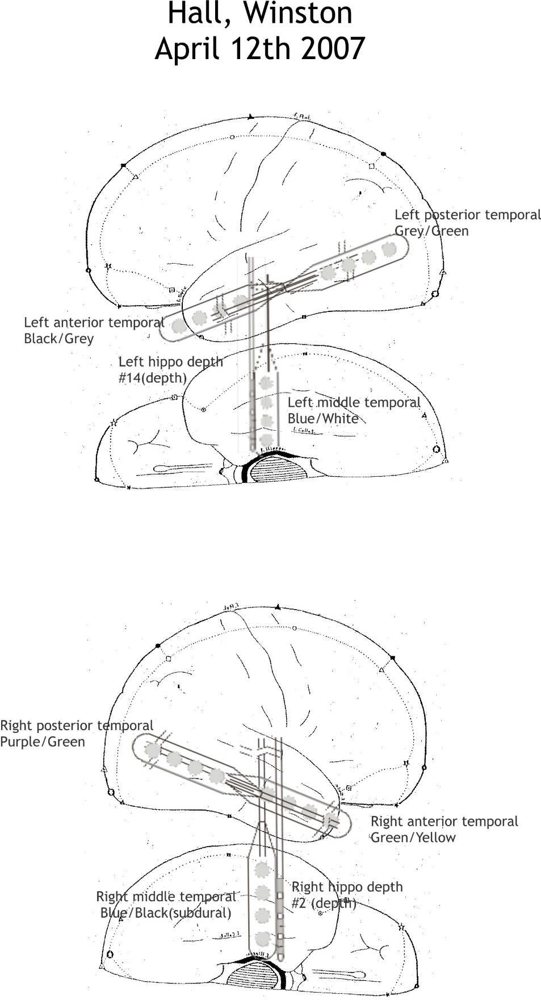 Hall, Winston
April 12th 2007
f. Rol.
Left posterior temporal
Grey/Green
Left anterior temporal
Black/Grey
Left hippo depth
#14(depth)
Left middle temporal
Blue/White
Right posterior temporal
Purple/Green
Right anterior temporal
Green/Yellow
Right hippo depth
#2 (depth)
Right middle temporal
Blue/Black(subdural)